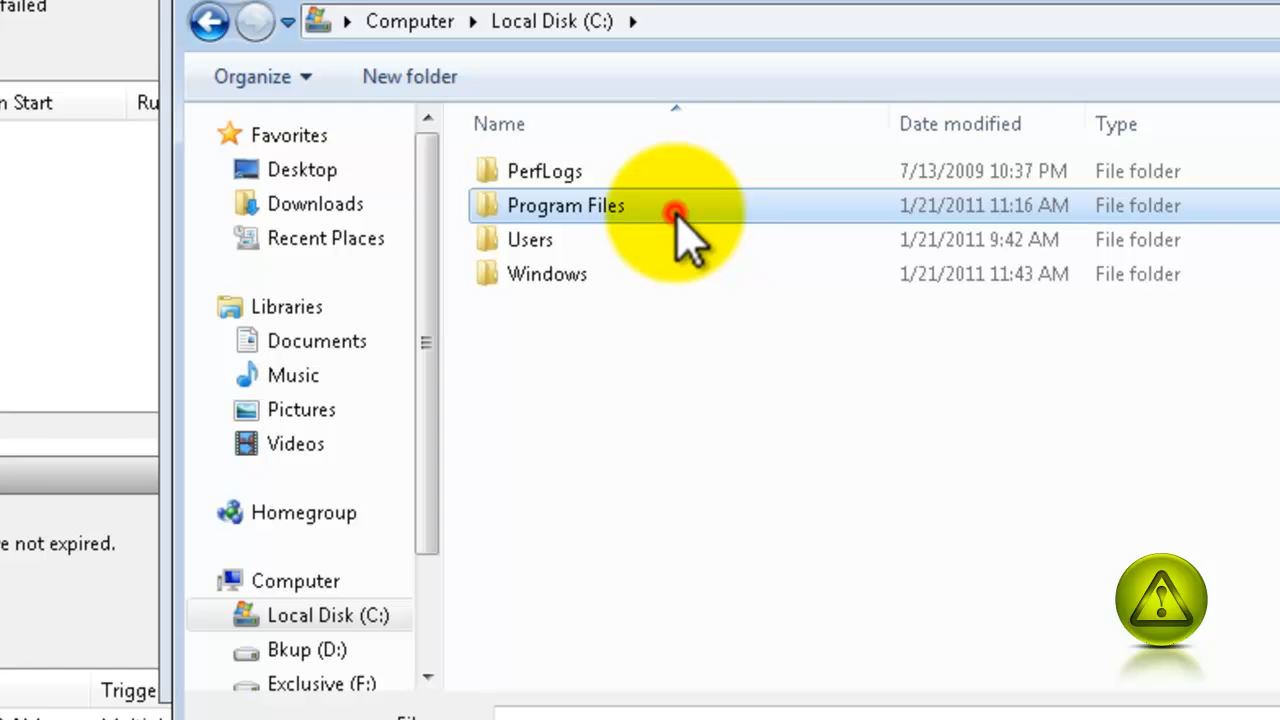 failed
Computer Local Disk (C:)
Organize New folder
n Start Ru
Name Date modified Type
Favorites
Desktop
Downloads
Recent Places
PerfLogs 7/13/2009 10:37 PM File folder
Program Files 1/21/2011 11:16 AM File folder
Users 1/21/2011 9:42 AM File folder
Windows 1/21/2011 11:43 AM File folder
Libraries
Documents
Music
Pictures
Videos
Homegroup
e not expired.
Computer
Local Disk (C:)
Bkup (D:)
Exclusive (F:)
Trigge